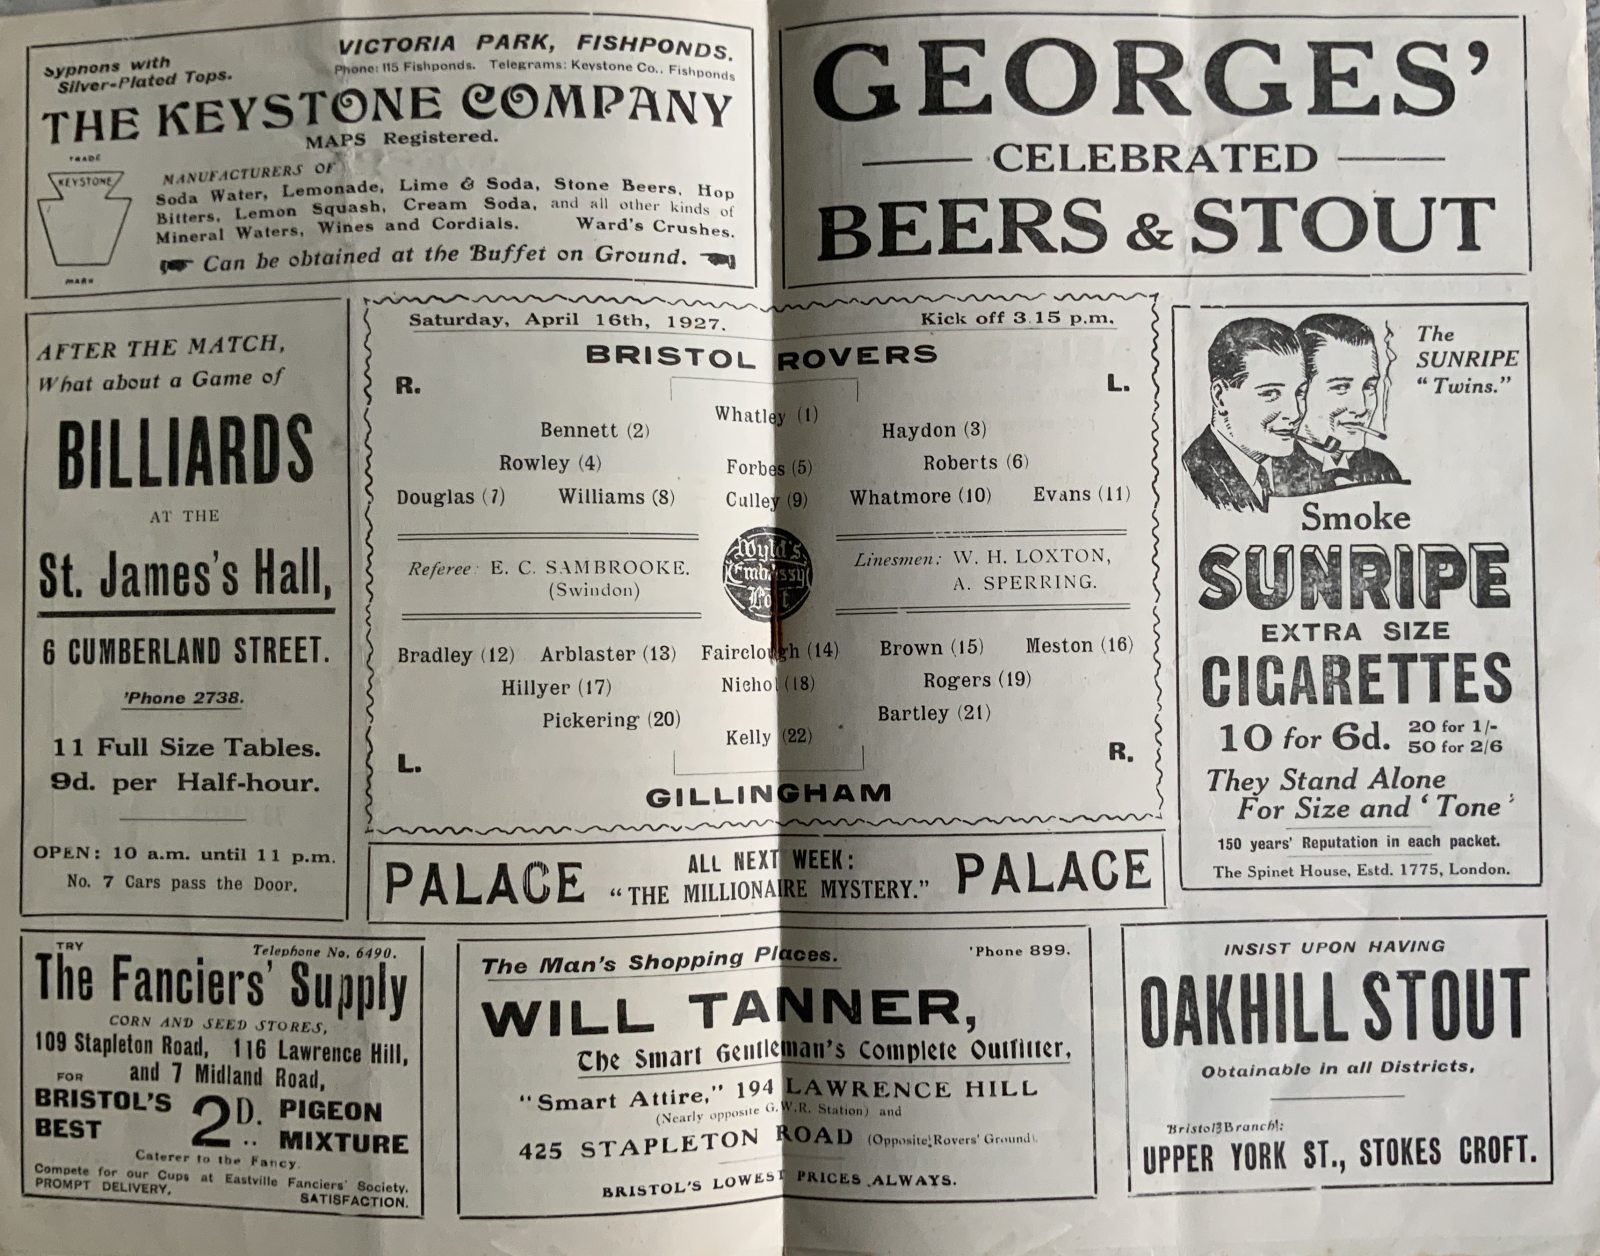 Syphons with
Silver-Plated Tops.
VICTORIA PARK, FISHPONDS.
Phone: 115 Fishponds. Telegrams: Keystone Co., Fishponds
THE KEYSTONE COMPANY
MAPS Registered.
TRADE
KEYSTONE
MARK
MANUFACTURERS OF
Soda Water, Lemonade, Lime & Soda, Stone Beers, Hop
Bitters, Lemon Squash, Cream Soda, and all other kinds of
Mineral Waters, Wines and Cordials. Ward's Crushes.
Can be obtained at the Buffet on Ground.
GEORGES'
CELEBRATED
BEERS & STOUT
AFTER THE MATCH,
What about a Game of
BILLIARDS
AT THE
St. James's Hall,
6 CUMBERLAND STREET.
'Phone 2738.
11 Full Size Tables.
9d. per Half-hour.
OPEN: 10 a.m. until 11 p.m.
No. 7 Cars pass the Door.
Saturday, April 16th, 1927.
Kick off 3.15 p.m.
BRISTOL ROVERS
R.
L.
Whatley (1)
Bennett (2)
Haydon (3)
Rowley (4)
Forbes (5)
Roberts (6)
Douglas (7)
Williams (8)
Culley (9)
Whatmore (10)
Evans (11)
Referee: E. C. SAMBROOKE.
(Swindon)
Wyld's
Embassy
Port
Linesmen: W. H. LOXTON,
A. SPERRING.
Bradley (12)
Arblaster (13)
Fairclough (14)
Brown (15)
Meston (16)
Hillyer (17)
Nichol (18)
Rogers (19)
Pickering (20)
Bartley (21)
Kelly (22)
L.
R.
GILLINGHAM
The
SUNRIPE
"Twins."
Smoke
SUNRIPE
EXTRA SIZE
CIGARETTES
10 for 6d. 20 for 1/-
50 for 2/6
They Stand Alone
For Size and 'Tone'
150 years' Reputation in each packet.
The Spinet House, Estd. 1775, London.
PALACE
ALL NEXT WEEK:
"THE MILLIONAIRE MYSTERY."
PALACE
TRY
Telephone No. 6490.
The Fanciers' Supply
CORN AND SEED STORES,
109 Stapleton Road, 116 Lawrence Hill,
and 7 Midland Road,
FOR
BRISTOL'S
BEST
2D.
PIGEON
MIXTURE
Caterer to the Fancy.
Compete for our Cups at Eastville Fanciers' Society.
PROMPT DELIVERY, SATISFACTION.
The Man's Shopping Places.
'Phone 899.
WILL TANNER,
The Smart Gentleman's Complete Outfitter,
"Smart Attire," 194 LAWRENCE HILL
(Nearly opposite G.W.R. Station) and
425 STAPLETON ROAD (Opposite Rovers' Ground).
BRISTOL'S LOWEST PRICES ALWAYS.
INSIST UPON HAVING
OAKHILL STOUT
Obtainable in all Districts,
Bristol Branch:
UPPER YORK ST., STOKES CROFT.